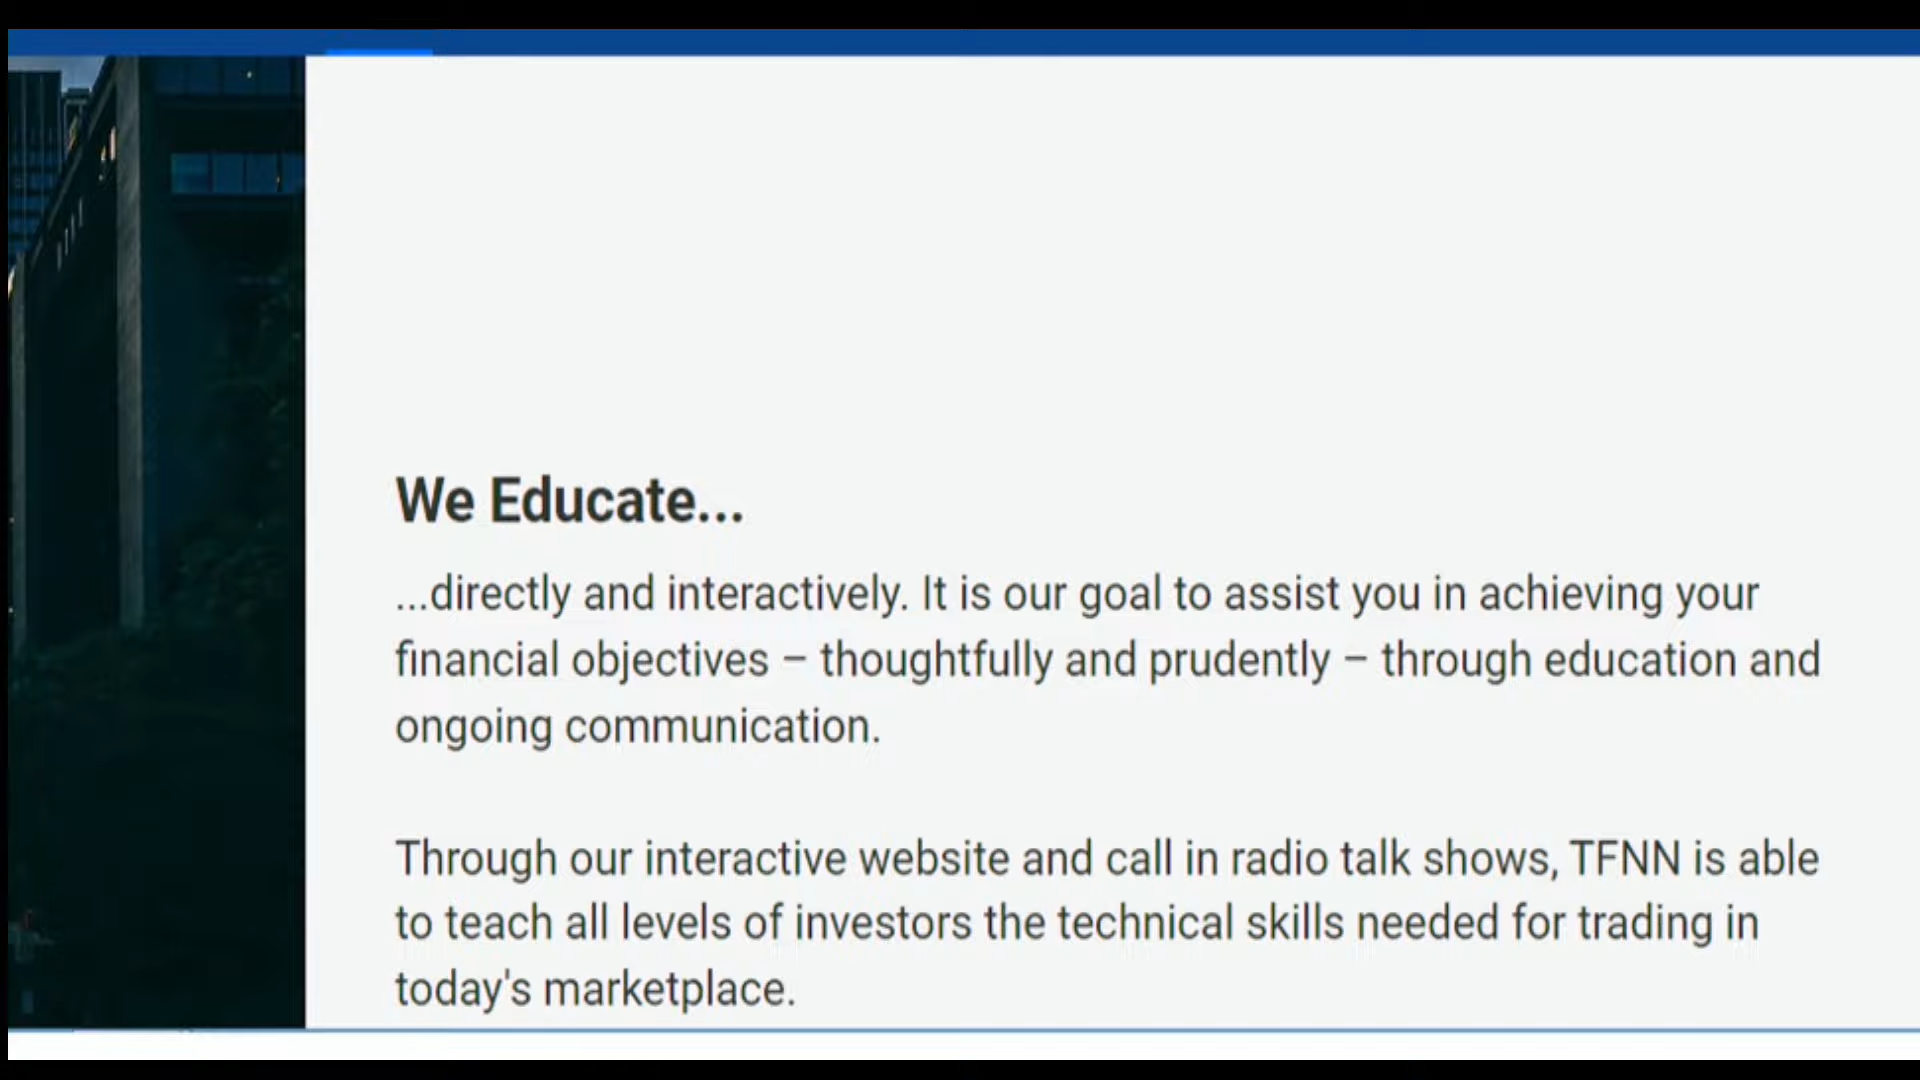 We Educate...
...directly and interactively. It is our goal to assist you in achieving your
financial objectives – thoughtfully and prudently – through education and
ongoing communication.
Through our interactive website and call in radio talk shows, TFNN is able
to teach all levels of investors the technical skills needed for trading in
today's marketplace.